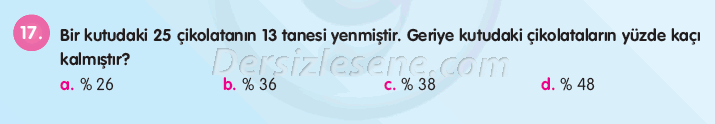 17. Bir kutudaki 25 çikolatanın 13 tanesi yenmiştir. Geriye kutudaki çikolataların yüzde kaçı
kalmıştır?
Dersizlesene.com
a. % 26 b. % 36 c. % 38 d. % 48